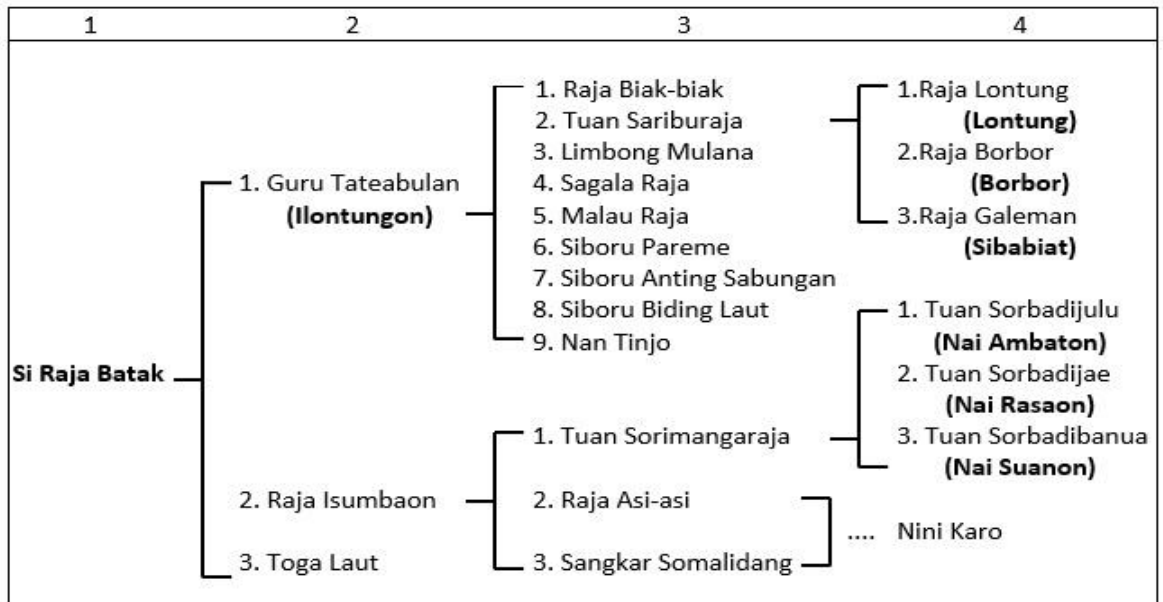 1 2 3 4
1. Raja Biak-biak
2. Tuan Sariburaja
3. Limbong Mulana
4. Sagala Raja
5. Malau Raja
6. Siboru Pareme
7. Siboru Anting Sabungan
8. Siboru Biding Laut
9. Nan Tinjo
1.Raja Lontung
(Lontung)
2.Raja Borbor
(Borbor)
3.Raja Galeman
(Sibabiat)
1. Guru Tateabulan
(Ilontungon)
Si Raja Batak
1. Tuan Sorbadijulu
(Nai Ambaton)
2. Tuan Sorbadijae
(Nai Rasaon)
3. Tuan Sorbadibanua
(Nai Suanon)
1. Tuan Sorimangaraja
2. Raja Isumbaon
2. Raja Asi-asi
3. Sangkar Somalidang
.... Nini Karo
3. Toga Laut